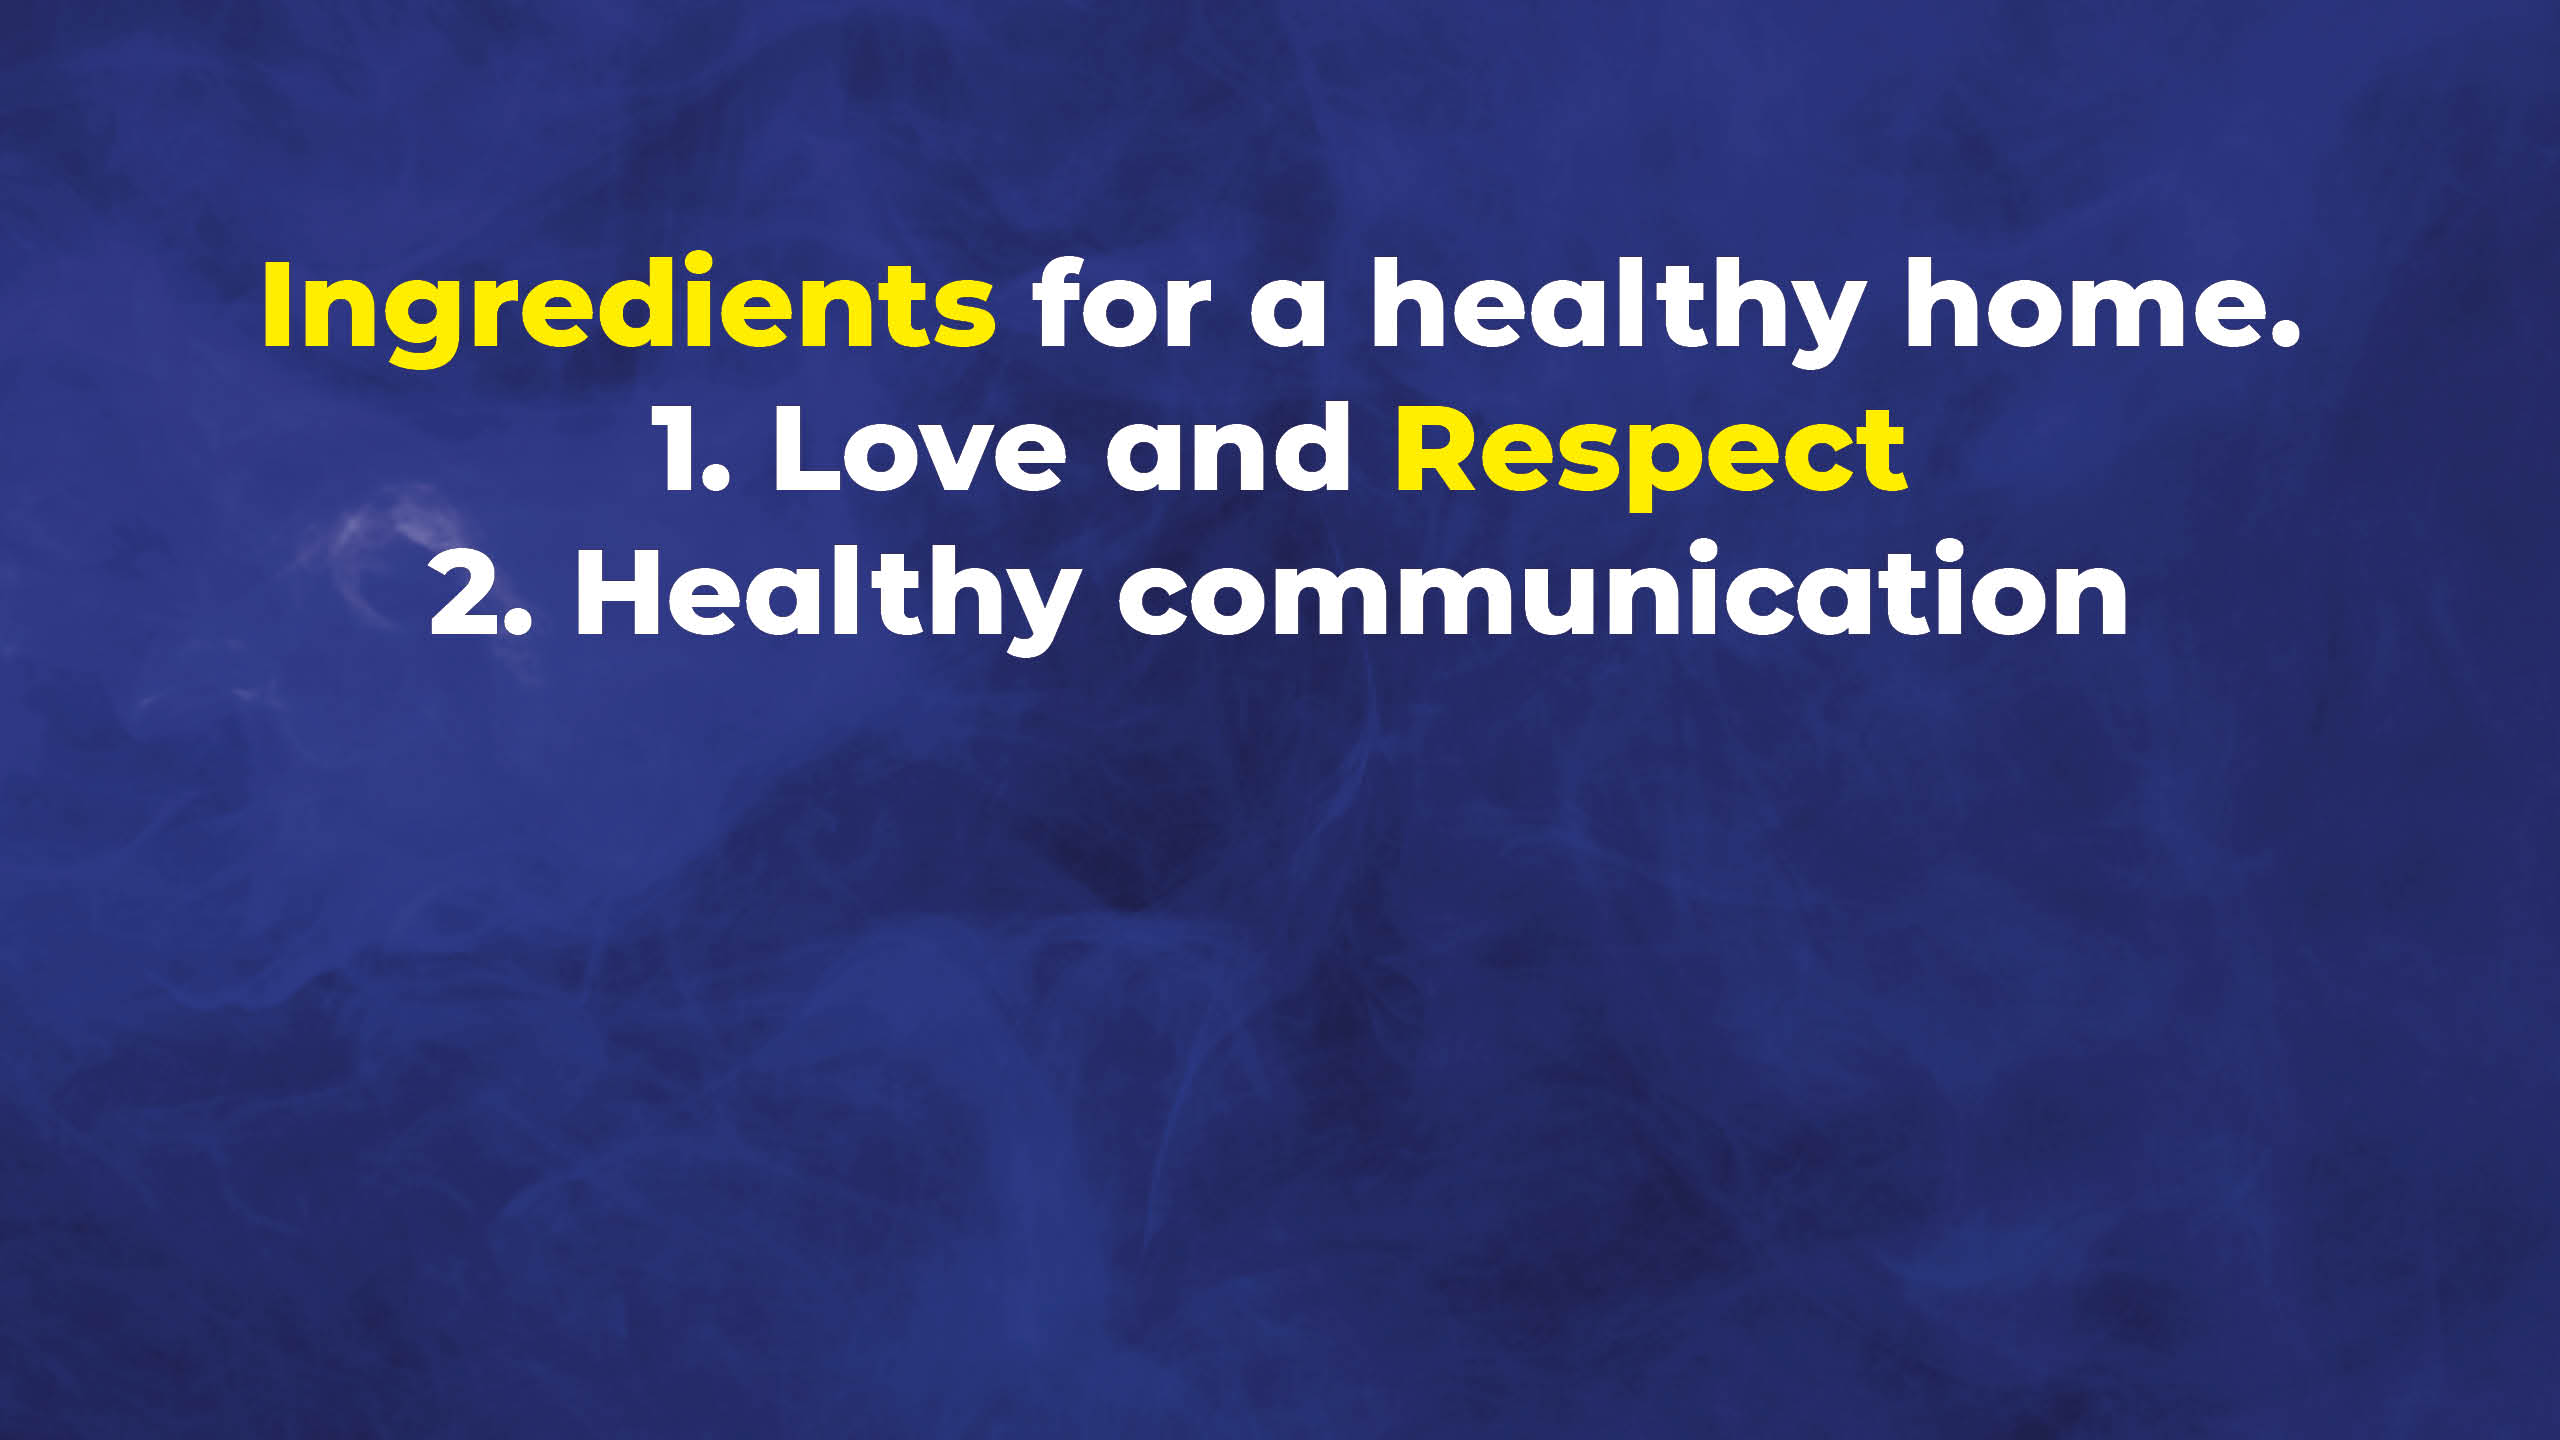 Ingredients for a healthy home.
1. Love and Respect
2. Healthy communication